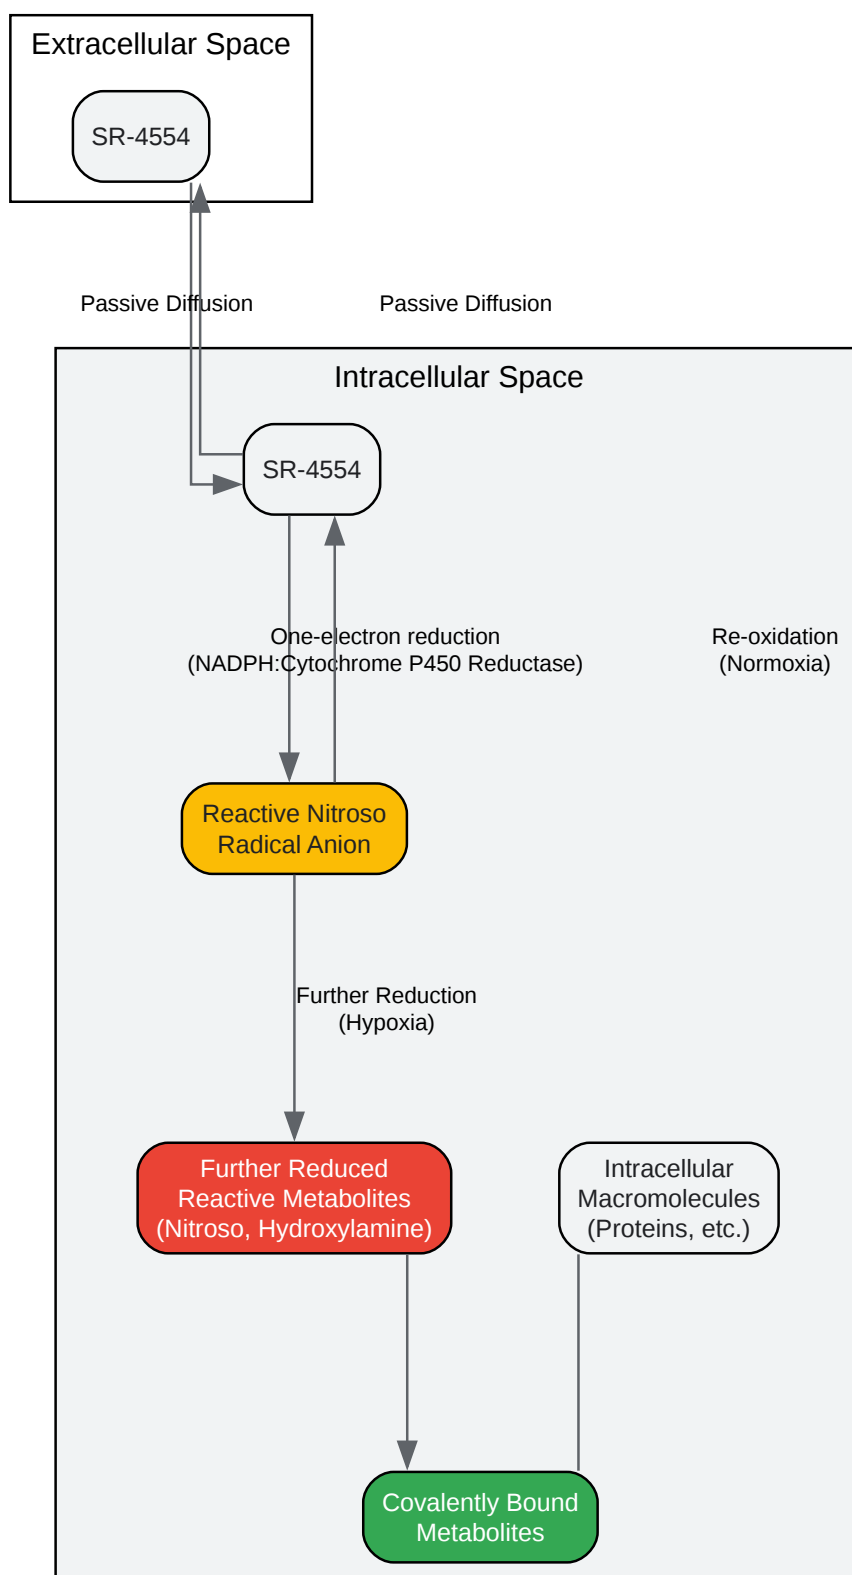 Extracellular Space
SR-4554
Passive Diffusion
Passive Diffusion
Intracellular Space
SR-4554
One-electron reduction
(NADPH:Cytochrome P450 Reductase)
Re-oxidation
(Normoxia)
Reactive Nitroso
Radical Anion
Further Reduction
(Hypoxia)
Further Reduced
Reactive Metabolites
(Nitroso, Hydroxylamine)
Intracellular
Macromolecules
(Proteins, etc.)
Covalently Bound
Metabolites